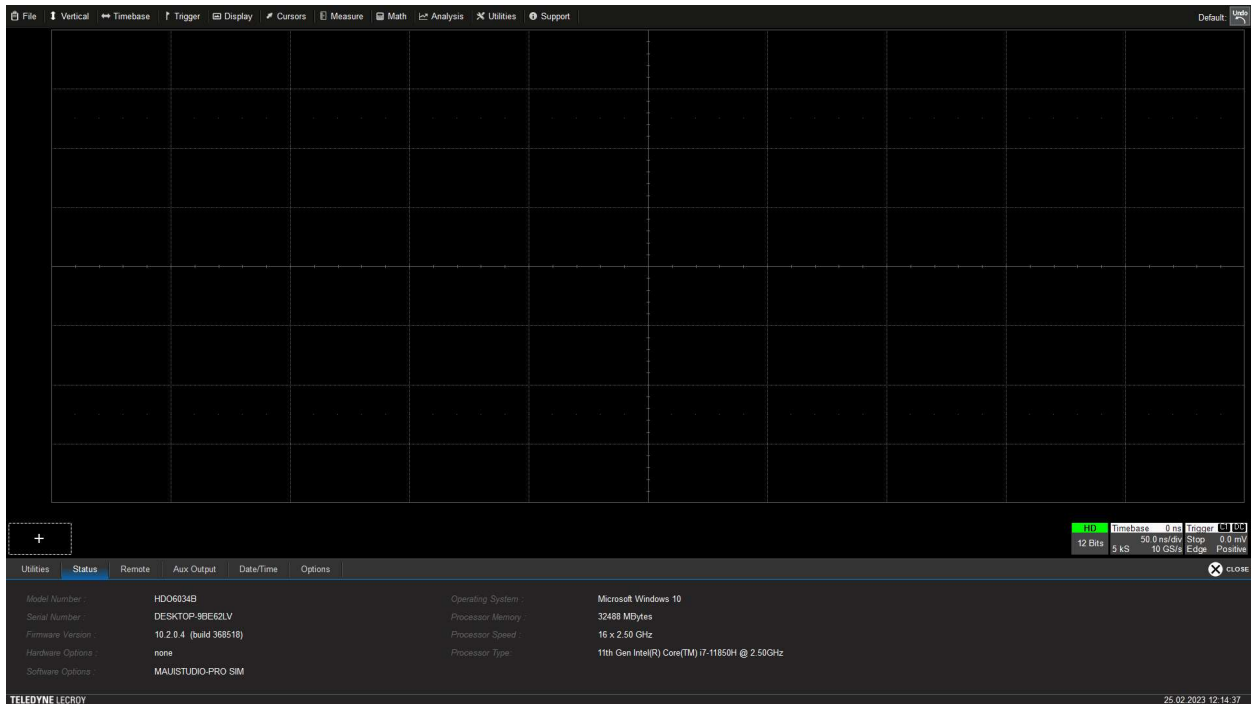 File Vertical Timebase Trigger Display Cursors Measure Math Analysis Utilities Support Default: Undo
+
HD Timebase 0 ns Trigger C1 DC
12 Bits 50.0 ns/div Stop 0.0 mV
5 kS 10 GS/s Edge Positive
Utilities Status Remote Aux Output Date/Time Options CLOSE
Model Number : HDO6034B Operating System : Microsoft Windows 10
Serial Number : DESKTOP-9BE62LV Processor Memory : 32488 MBytes
Firmware Version : 10.2.0.4 (build 368518) Processor Speed : 16 x 2.50 GHz
Hardware Options : none Processor Type: 11th Gen Intel(R) Core(TM) i7-11850H @ 2.50GHz
Software Options : MAUISTUDIO-PRO SIM
TELEDYNE LECROY 25.02.2023 12:14:37